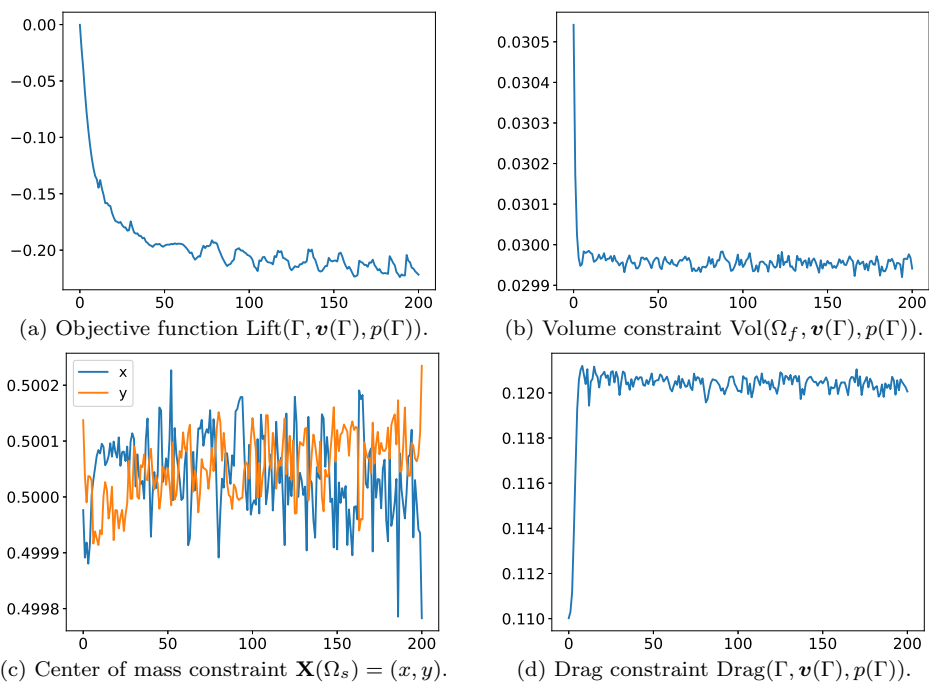 0.00
−0.05
−0.10
−0.15
−0.20
0 50 100 150 200
(a) Objective function Lift(Γ, v(Γ), p(Γ)).
0.0305
0.0304
0.0303
0.0302
0.0301
0.0300
0.0299
0 50 100 150 200
(b) Volume constraint Vol(Ω_f, v(Γ), p(Γ)).
x
y
0.5002
0.5001
0.5000
0.4999
0.4998
0 50 100 150 200
(c) Center of mass constraint X(Ω_s) = (x, y).
0.120
0.118
0.116
0.114
0.112
0.110
0 50 100 150 200
(d) Drag constraint Drag(Γ, v(Γ), p(Γ)).